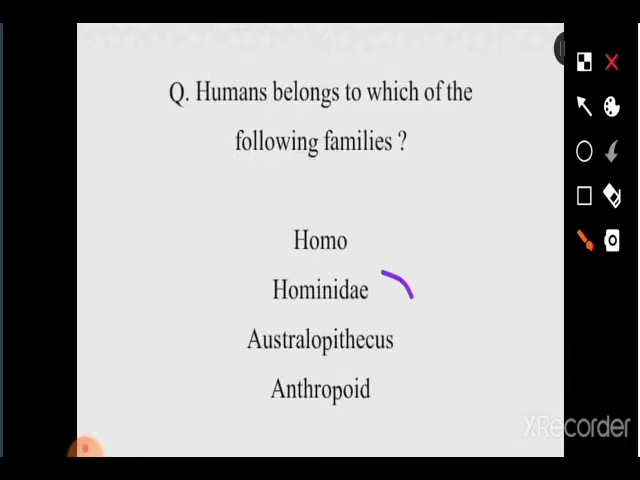 Q. Humans belongs to which of the
following families ?
Homo
Hominidae
Australopithecus
Anthropoid
XRecorder